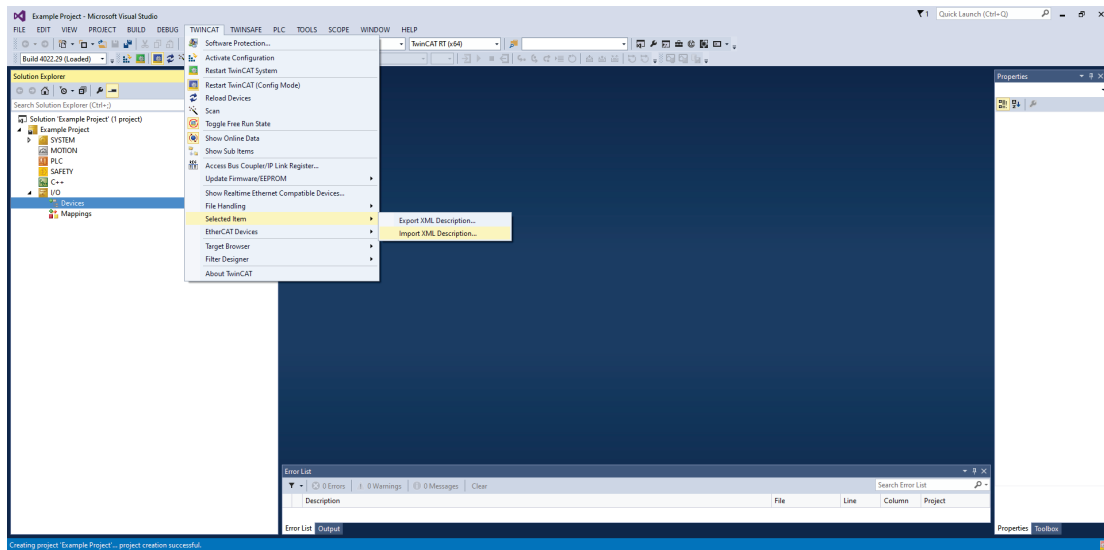 Example Project - Microsoft Visual Studio
1
Quick Launch (Ctrl+Q)
FILE EDIT VIEW PROJECT BUILD DEBUG TWINCAT TWINSAFE PLC TOOLS SCOPE WINDOW HELP
TwinCAT RT (x64)
Build 4022.29 (Loaded)
Software Protection...
Activate Configuration
Restart TwinCAT System
Restart TwinCAT (Config Mode)
Reload Devices
Scan
Toggle Free Run State
Show Online Data
Show Sub Items
Access Bus Coupler/IP Link Register...
Update Firmware/EEPROM
Show Realtime Ethernet Compatible Devices...
File Handling
Selected Item
EtherCAT Devices
Target Browser
Filter Designer
About TwinCAT
Export XML Description...
Import XML Description...
Solution Explorer
Search Solution Explorer (Ctrl+;)
Solution 'Example Project' (1 project)
Example Project
SYSTEM
MOTION
PLC
SAFETY
C++
I/O
Devices
Mappings
Properties
Error List
0 Errors 0 Warnings 0 Messages Clear
Search Error List
Description File Line Column Project
Error List Output
Properties Toolbox
Creating project 'Example Project'... project creation successful.